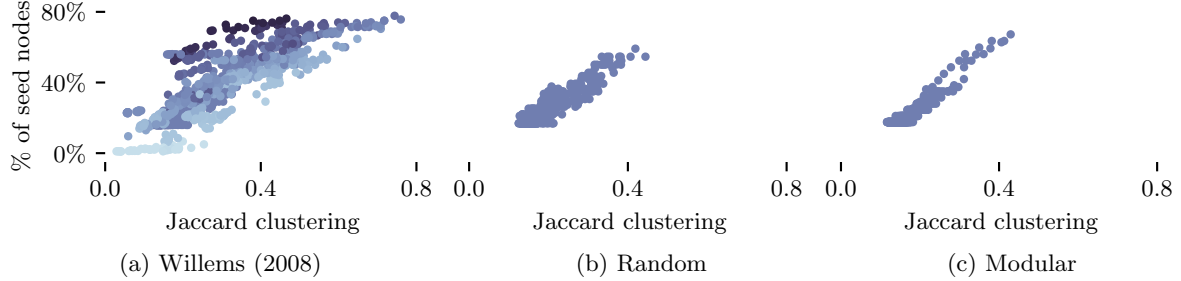 % of seed nodes
80%
40%
0%
0.0 0.4 0.8 0.0 0.4 0.8 0.0 0.4 0.8
Jaccard clustering Jaccard clustering Jaccard clustering
(a) Willems (2008) (b) Random (c) Modular